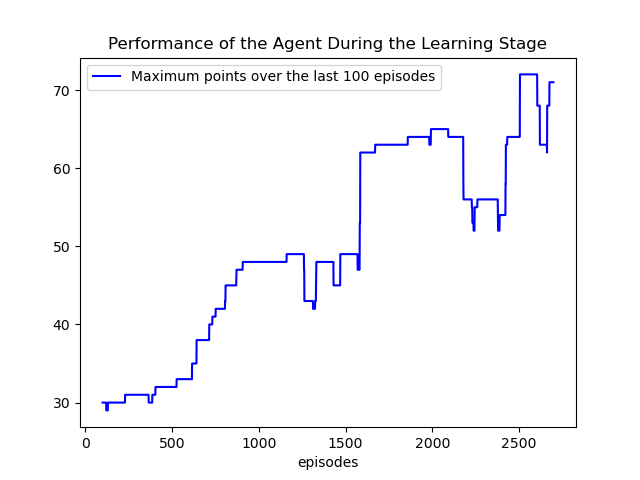 Performance of the Agent During the Learning Stage
Maximum points over the last 100 episodes
70
60
50
40
30
0 500 1000 1500 2000 2500
episodes